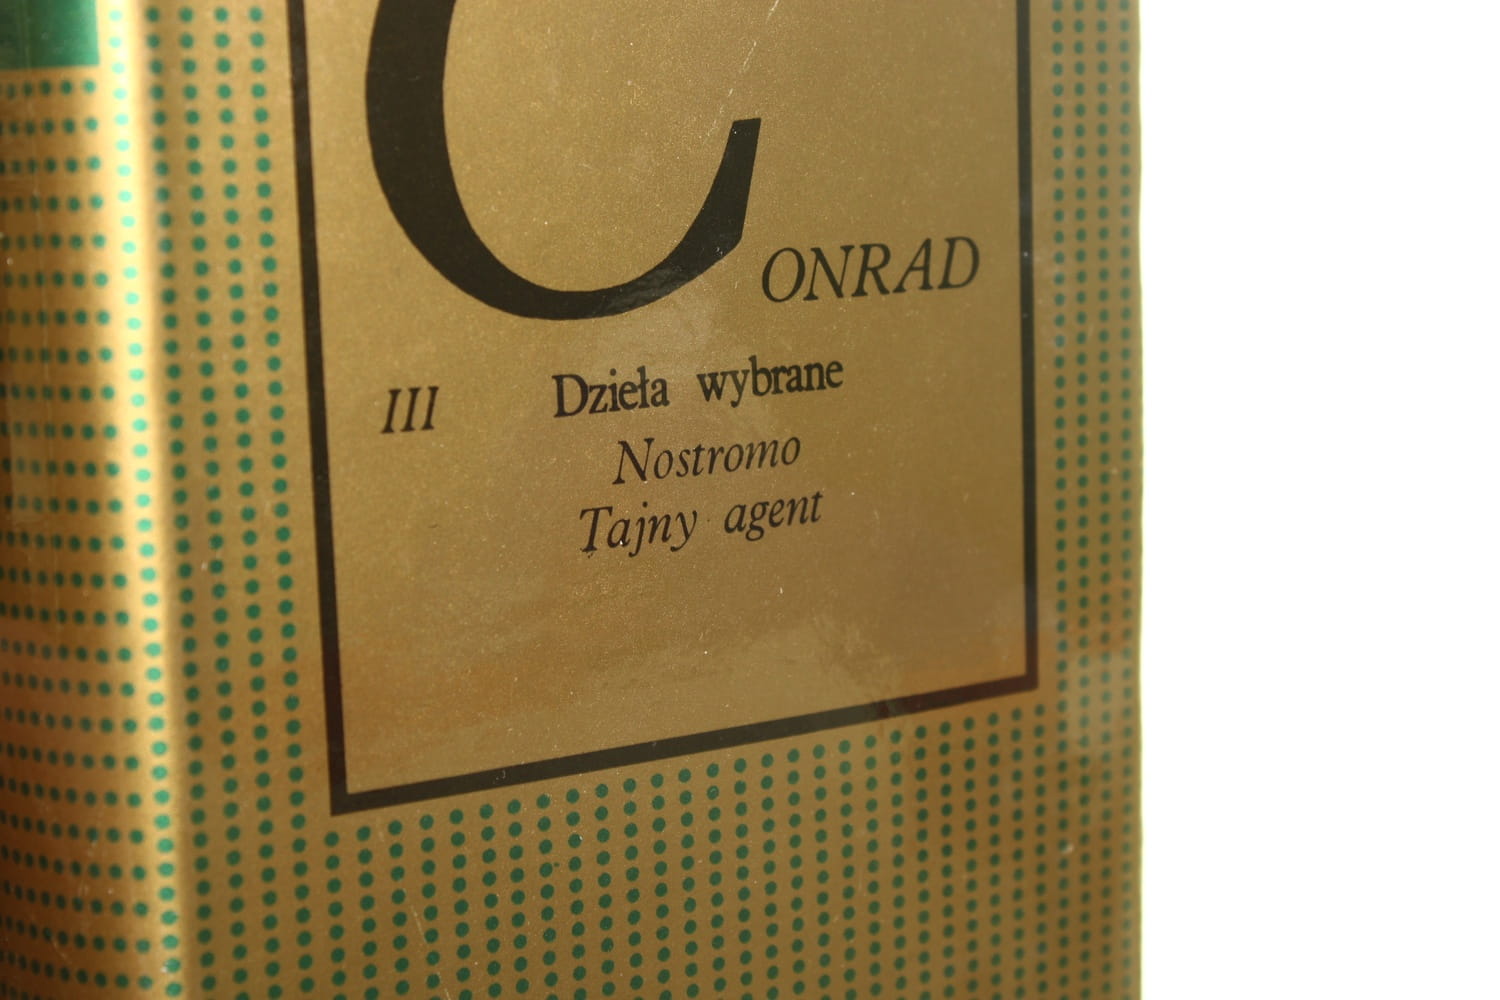 CONRAD
III Dzieła wybrane
Nostromo
Tajny agent